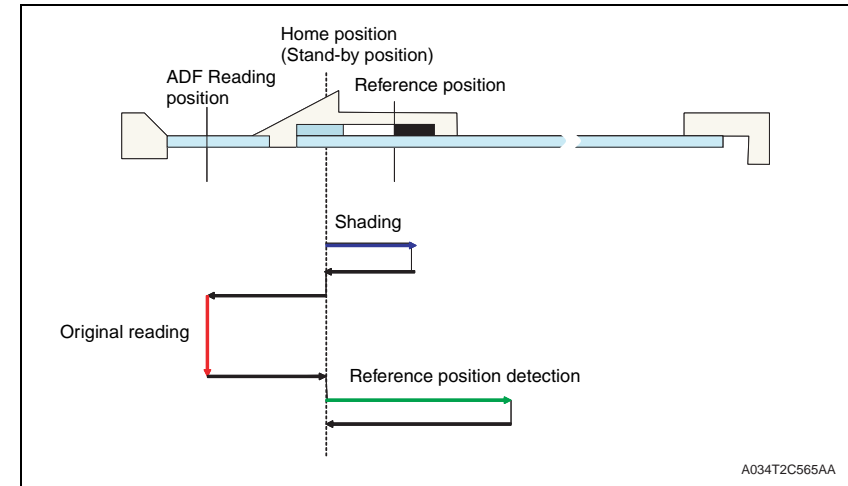 Home position
(Stand-by position)
ADF Reading
position
Reference position
Shading
Original reading
Reference position detection
A034T2C565AA